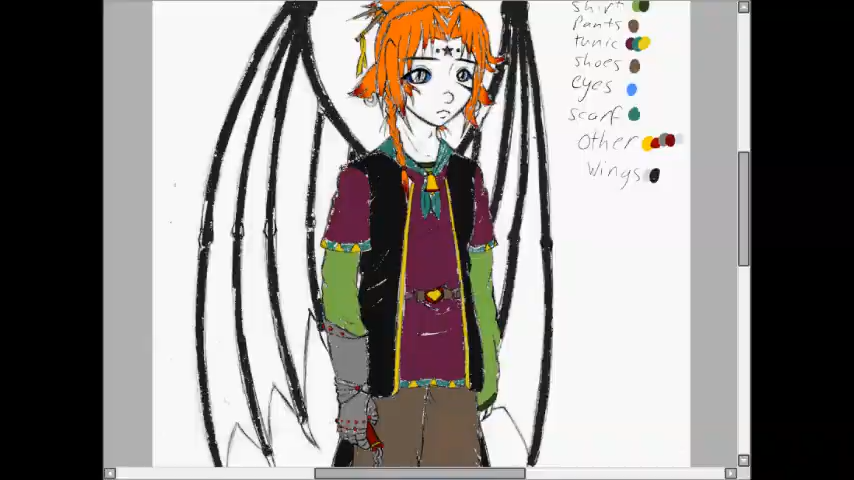 shirt
Pants
tunic
shoes
eyes
scarf
other
Wings